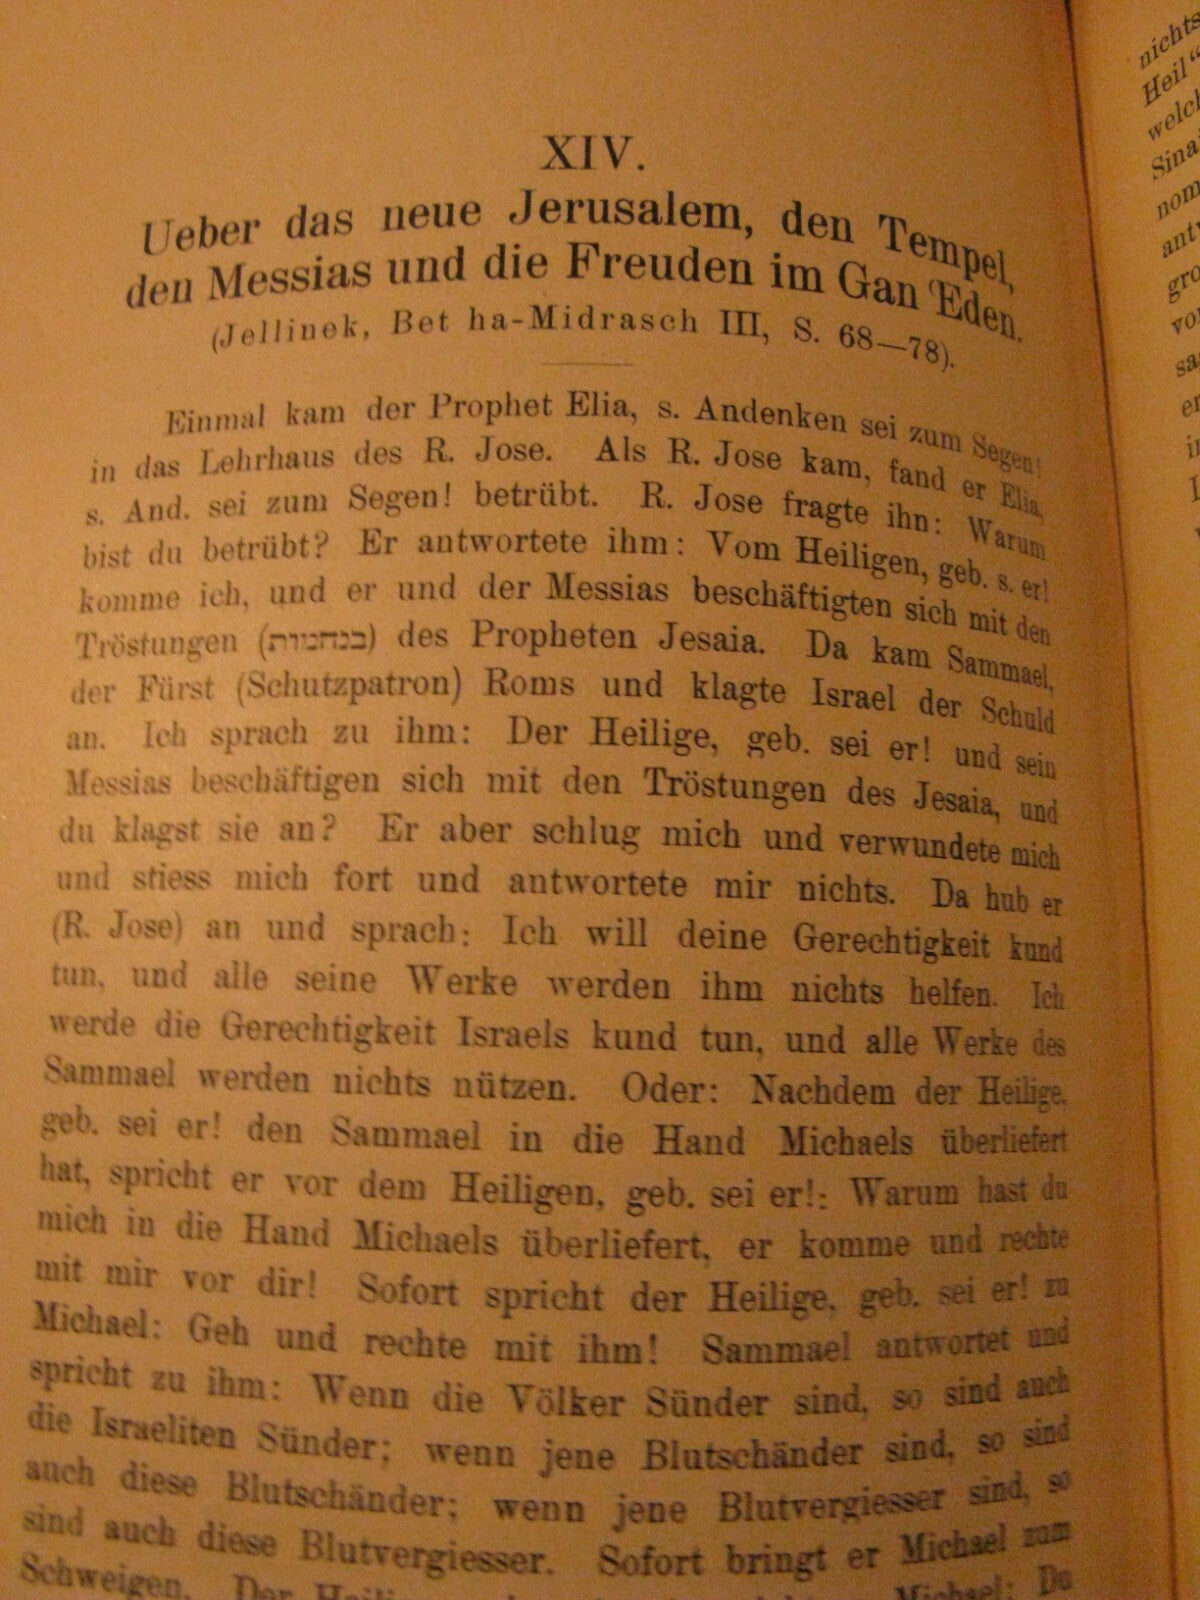 XIV.
Ueber das neue Jerusalem, den Tempel,
den Messias und die Freuden im Gan ʿEden.
(Jellinek, Bet ha-Midrasch III, S. 68—78).
Einmal kam der Prophet Elia, s. Andenken sei zum Segen!
in das Lehrhaus des R. Jose. Als R. Jose kam, fand er Elia,
s. And. sei zum Segen! betrübt. R. Jose fragte ihn: Warum
bist du betrübt? Er antwortete ihm: Vom Heiligen, geb. s. er!
komme ich, und er und der Messias beschäftigten sich mit den
Tröstungen des Propheten Jesaia. Da kam Sammael,
der Fürst (Schutzpatron) Roms und klagte Israel der Schuld
an. Ich sprach zu ihm: Der Heilige, geb. sei er! und sein
Messias beschäftigen sich mit den Tröstungen des Jesaia, und
du klagst sie an? Er aber schlug mich und verwundete mich
und stiess mich fort und antwortete mir nichts. Da hub er
(R. Jose) an und sprach: Ich will deine Gerechtigkeit kund
tun, und alle seine Werke werden ihm nichts helfen. Ich
werde die Gerechtigkeit Israels kund tun, und alle Werke des
Sammael werden nichts nützen. Oder: Nachdem der Heilige,
geb. sei er! den Sammael in die Hand Michaels überliefert
hat, spricht er vor dem Heiligen, geb. sei er!: Warum hast du
mich in die Hand Michaels überliefert, er komme und rechte
mit mir vor dir! Sofort spricht der Heilige, geb. sei er! zu
Michael: Geh und rechte mit ihm! Sammael antwortet und
spricht zu ihm: Wenn die Völker Sünder sind, so sind auch
die Israeliten Sünder; wenn jene Blutschänder sind, so sind
auch diese Blutschänder; wenn jene Blutvergiesser sind, so
sind auch diese Blutvergiesser. Sofort bringt er Michael zum
Schweigen. Der Michael: Du
nichts
Heil“